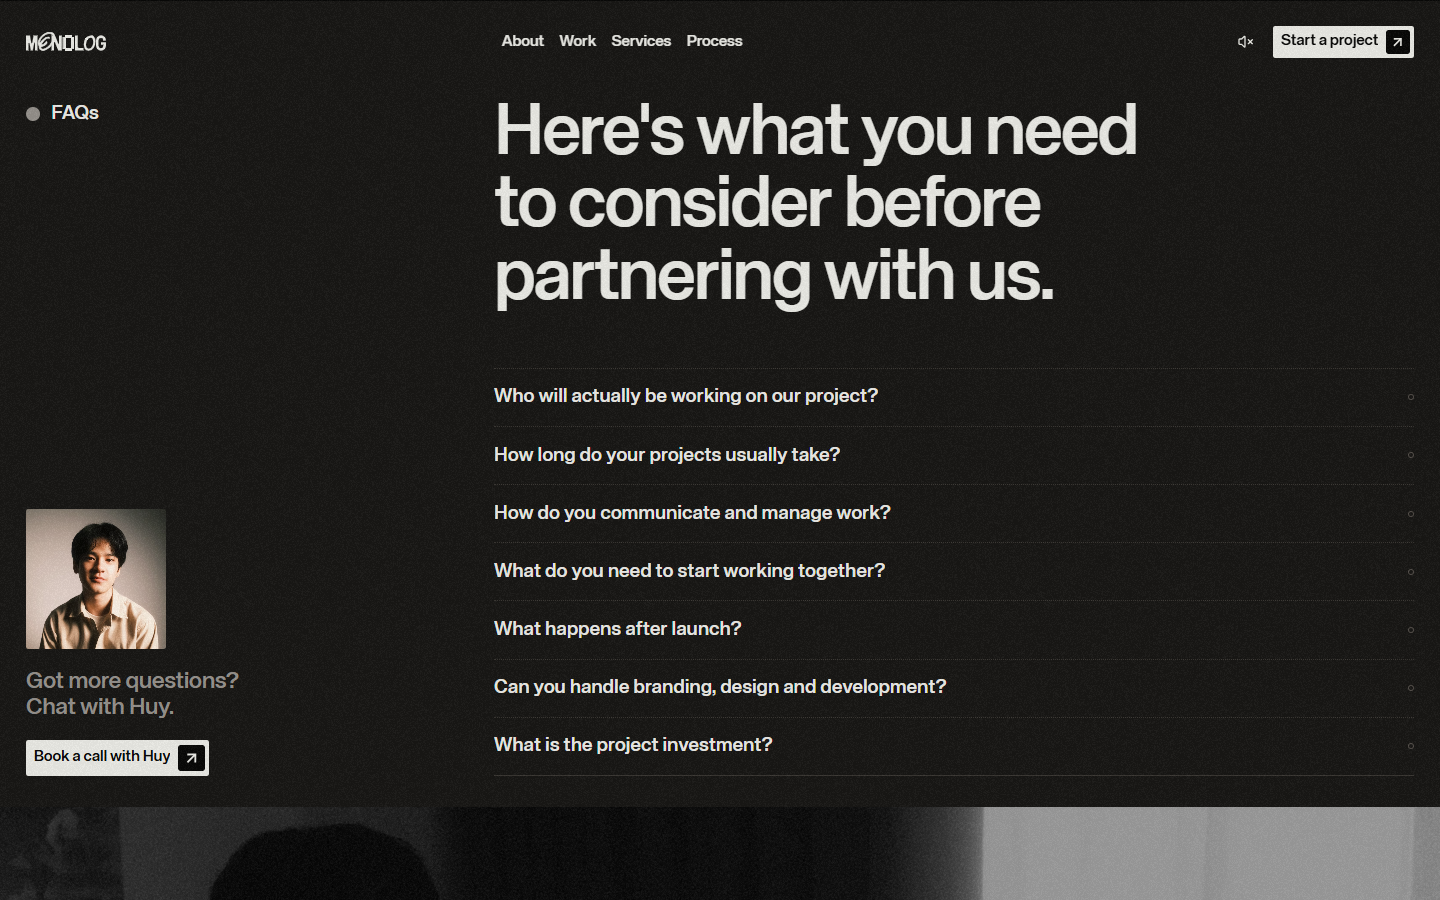 MONOLOG
About Work Services Process
Start a project
FAQs
Here's what you need
to consider before
partnering with us.
Who will actually be working on our project?
How long do your projects usually take?
How do you communicate and manage work?
What do you need to start working together?
What happens after launch?
Can you handle branding, design and development?
What is the project investment?
Got more questions?
Chat with Huy.
Book a call with Huy